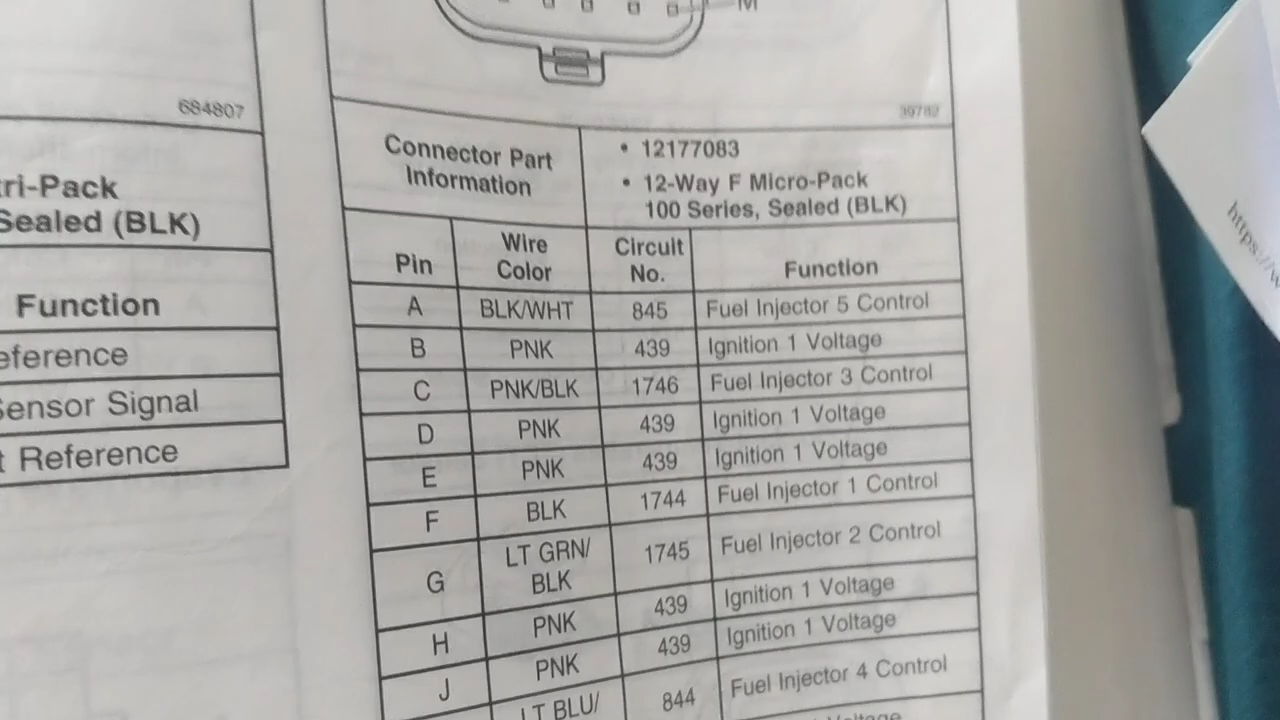 684807
tri-Pack
Sealed (BLK)
Function
eference
Sensor Signal
t Reference
M
39782
Connector Part
Information
• 12177083
• 12-Way F Micro-Pack
100 Series, Sealed (BLK)
Pin Wire Color Circuit No. Function
A BLK/WHT 845 Fuel Injector 5 Control
B PNK 439 Ignition 1 Voltage
C PNK/BLK 1746 Fuel Injector 3 Control
D PNK 439 Ignition 1 Voltage
E PNK 439 Ignition 1 Voltage
F BLK 1744 Fuel Injector 1 Control
G LT GRN/ BLK 1745 Fuel Injector 2 Control
H PNK 439 Ignition 1 Voltage
J PNK 439 Ignition 1 Voltage
LT BLU/ 844 Fuel Injector 4 Control
Voltage
https://